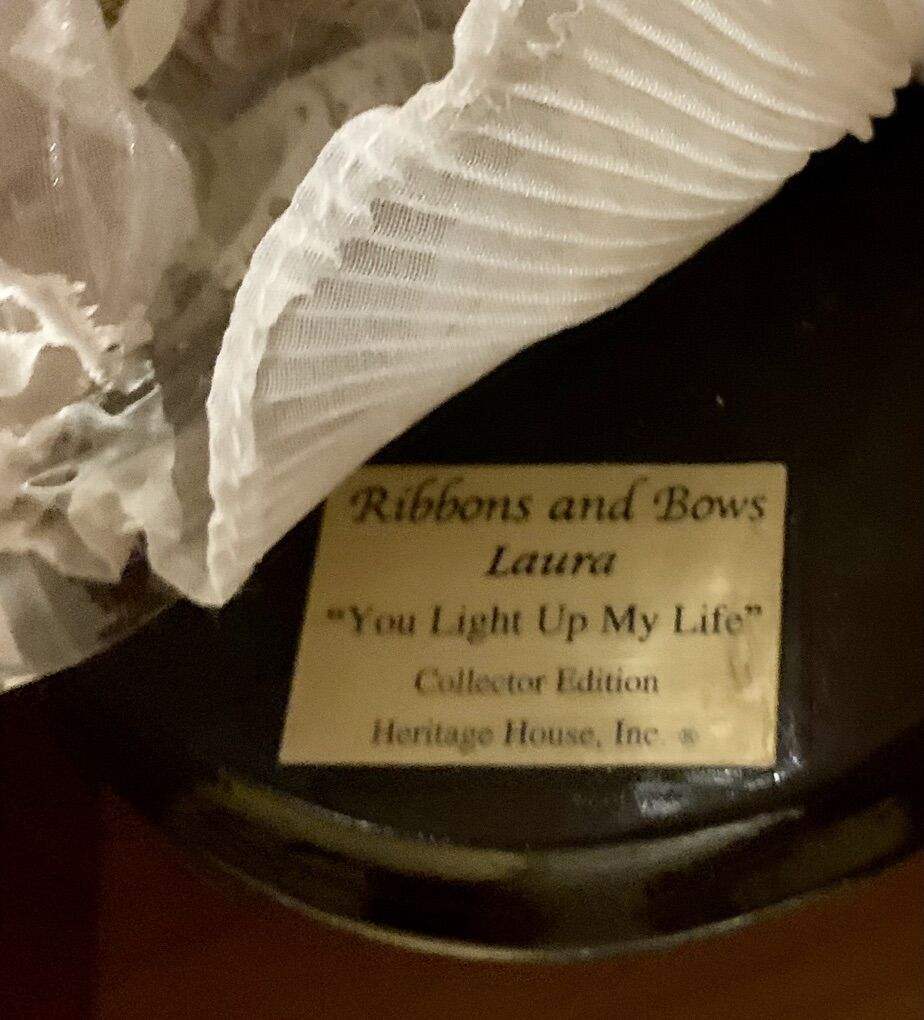 Ribbons and Bows
Laura
“You Light Up My Life”
Collector Edition
Heritage House, Inc. ®